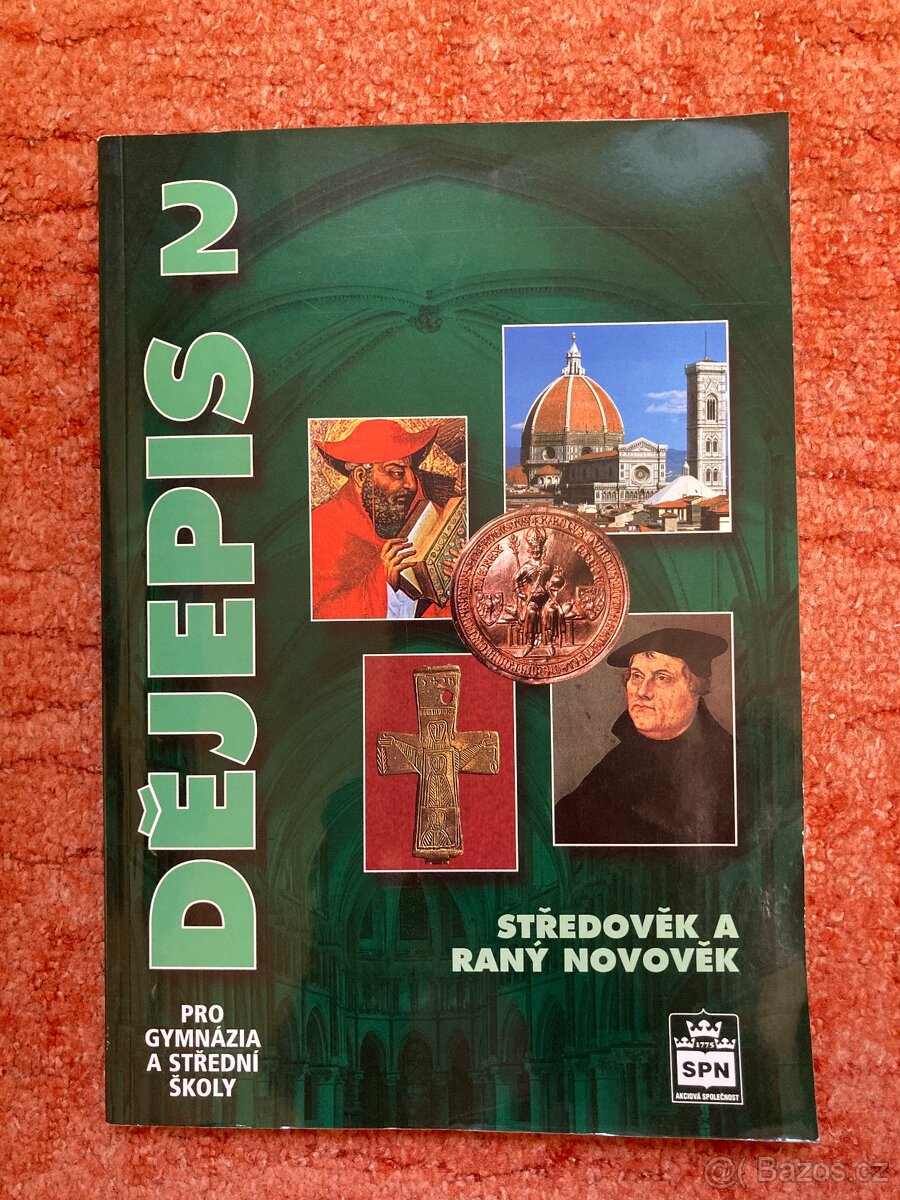 DĚJEPIS 2
STŘEDOVĚK A
RANÝ NOVOVĚK
PRO
GYMNÁZIA
A STŘEDNÍ
ŠKOLY
1775
SPN
AKCIOVÁ SPOLEČNOST
Bazos.cz